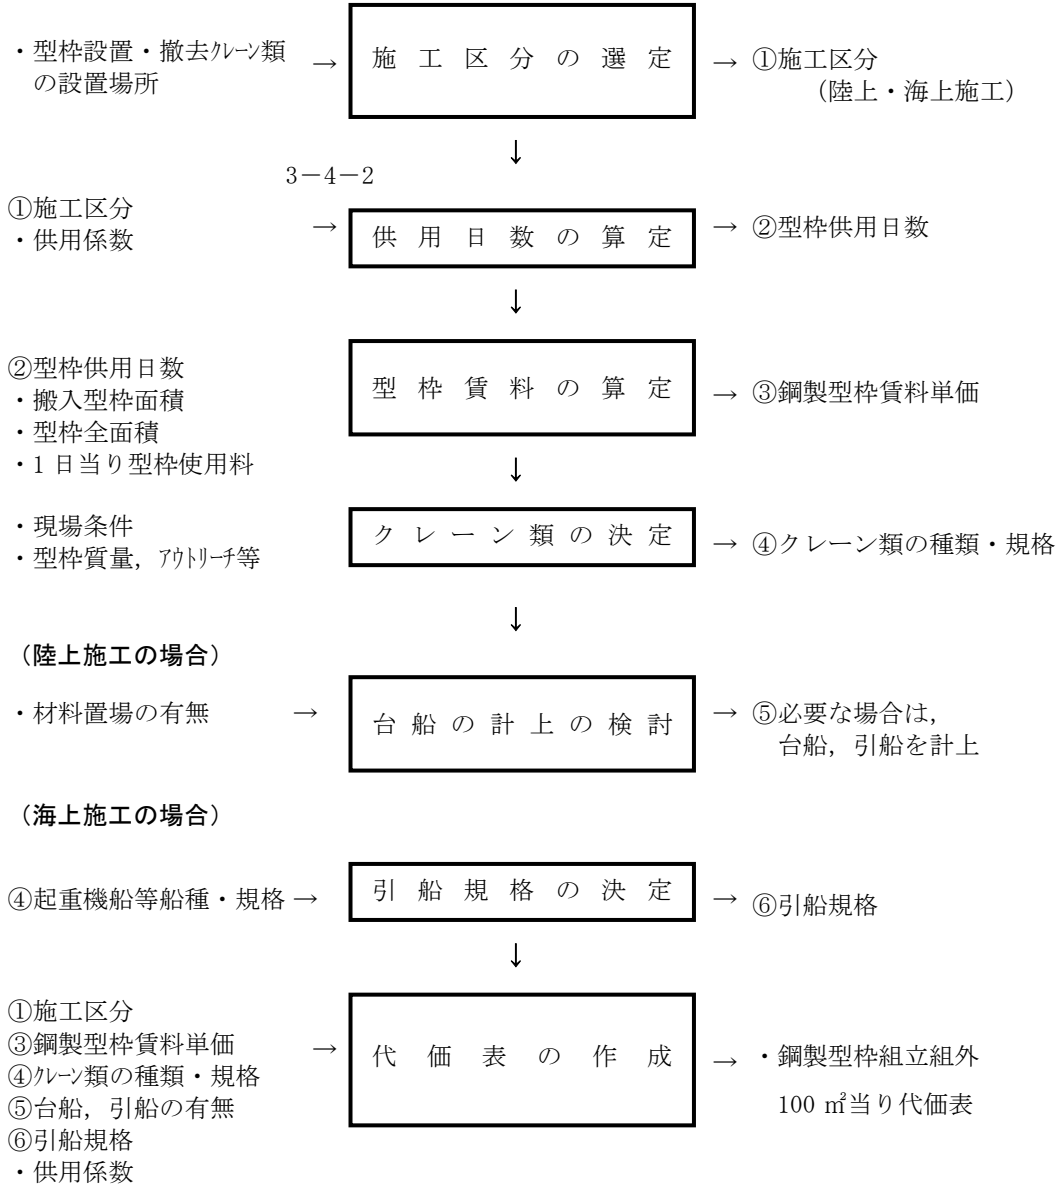 ・型枠設置・撤去ｸﾚｰﾝ類
の設置場所
→
施工区分の選定
→ ①施工区分
（陸上・海上施工）
↓
3－4－2
①施工区分
・供用係数
→
供用日数の算定
→ ②型枠供用日数
↓
②型枠供用日数
・搬入型枠面積
・型枠全面積
・1 日当り型枠使用料
型枠賃料の算定
→ ③鋼製型枠賃料単価
↓
・現場条件
・型枠質量，ｱｳﾄﾘｰﾁ等
クレーン類の決定
→ ④クレーン類の種類・規格
↓
（陸上施工の場合）
・材料置場の有無 →
台船の計上の検討
→ ⑤必要な場合は，
台船，引船を計上
（海上施工の場合）
④起重機船等船種・規格 →
引船規格の決定
→ ⑥引船規格
↓
①施工区分
③鋼製型枠賃料単価
④ｸﾚｰﾝ類の種類・規格
⑤台船，引船の有無
⑥引船規格
・供用係数
→
代価表の作成
→ ・鋼製型枠組立組外
100 ㎡当り代価表